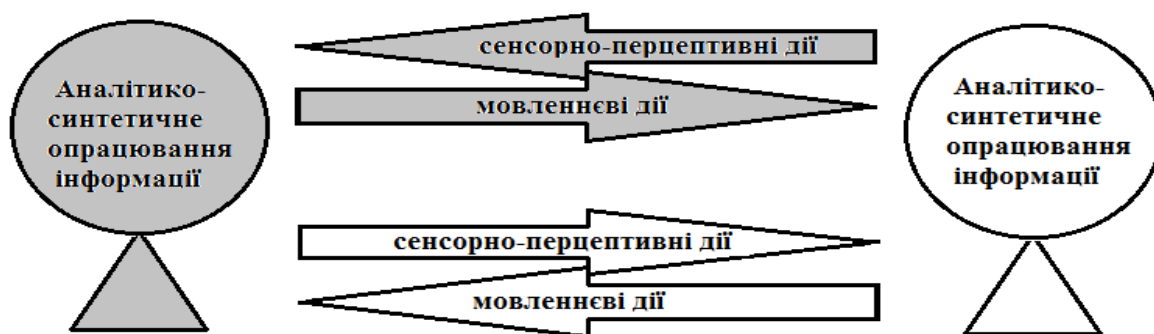 Аналітико-
синтетичне
опрацювання
інформації
сенсорно-перцептивні дії
мовленнєві дії
сенсорно-перцептивні дії
мовленнєві дії
Аналітико-
синтетичне
опрацювання
інформації